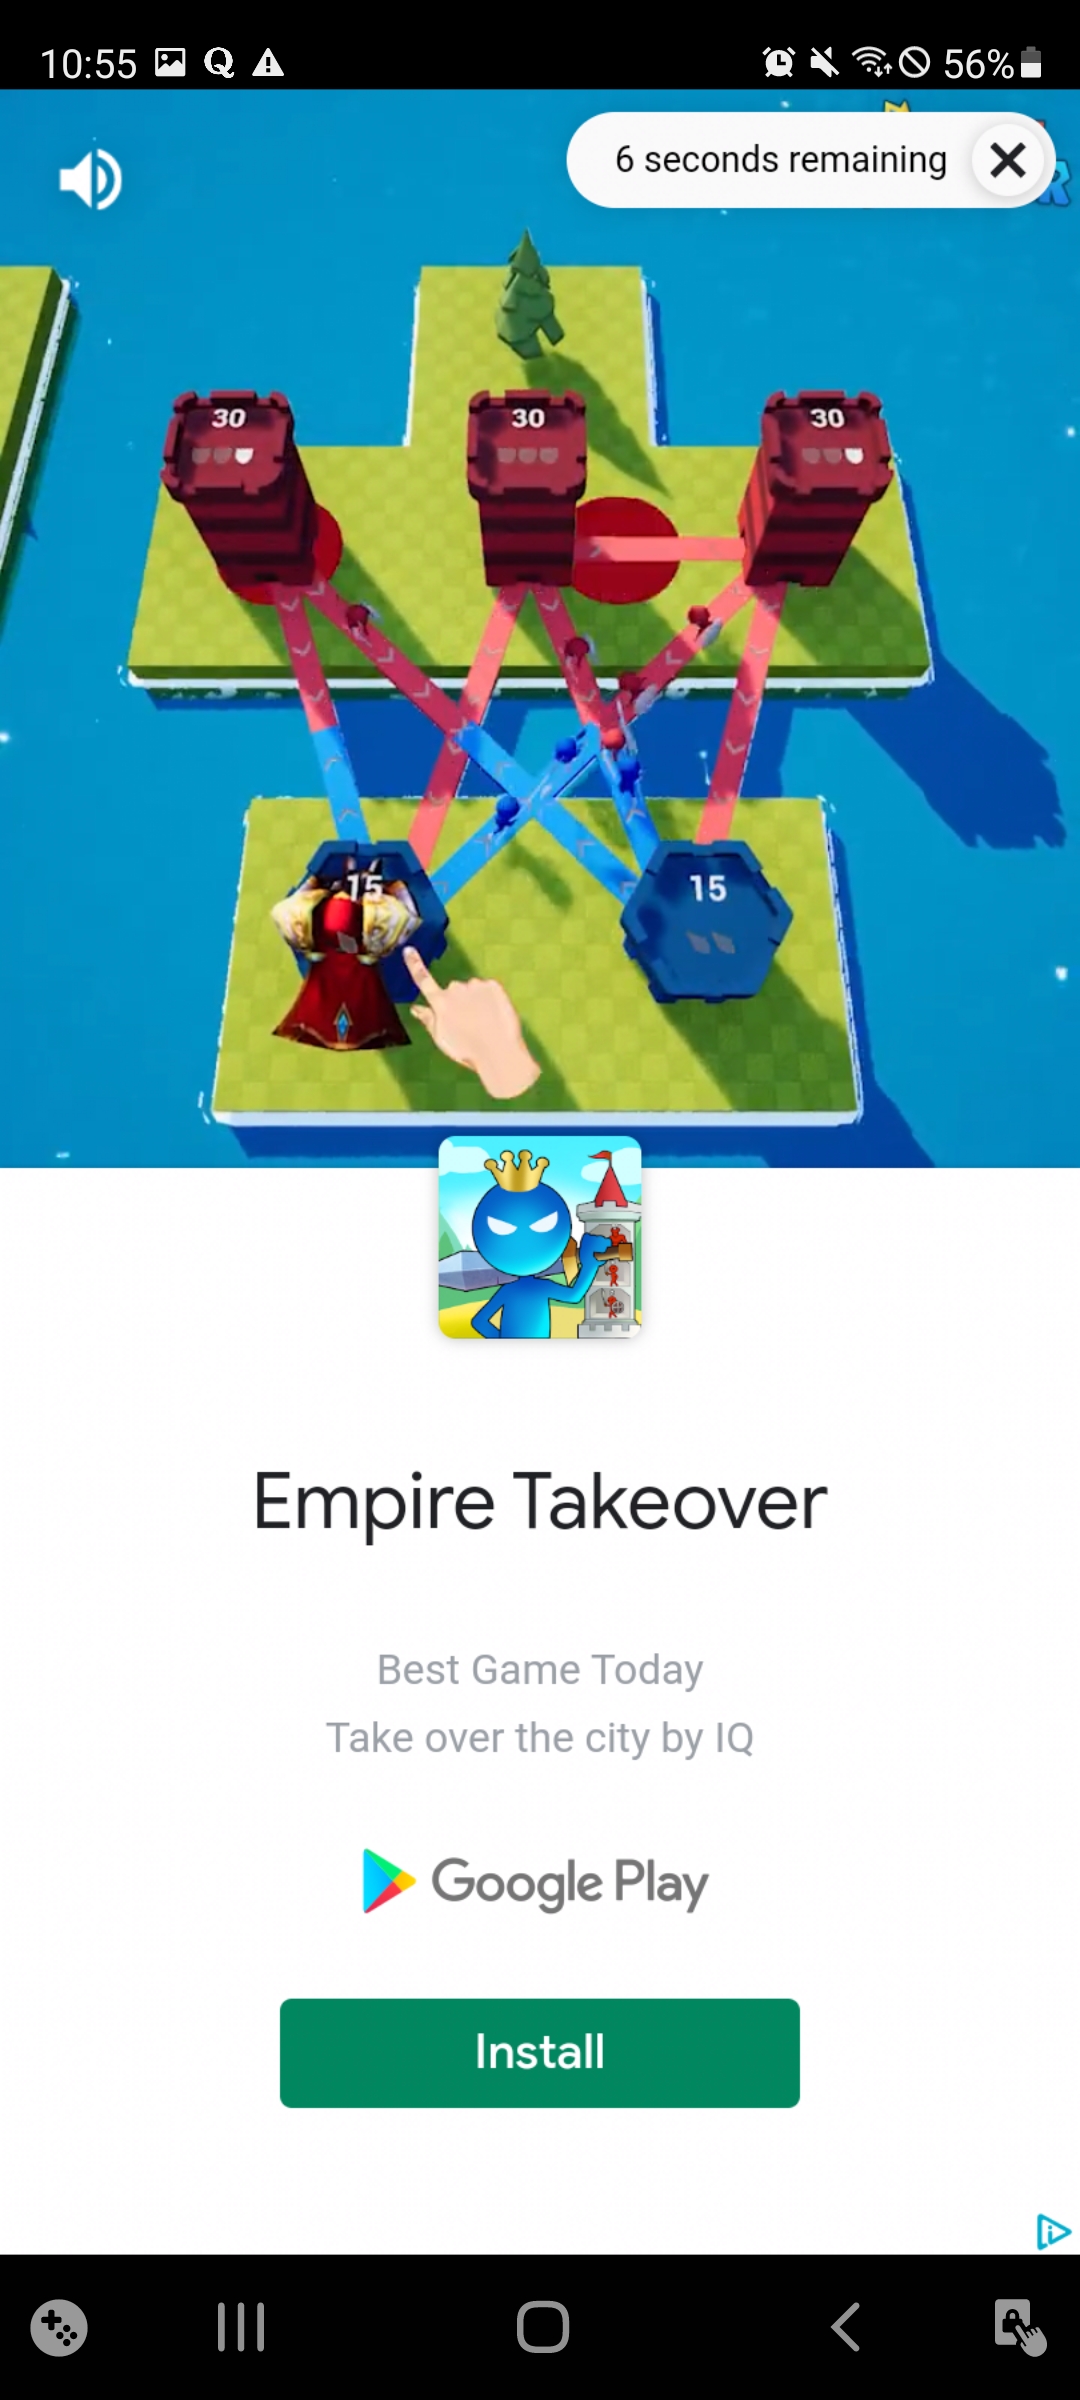 10:55
56%
6 seconds remaining
R
30
30
30
15
15
Empire Takeover
Best Game Today
Take over the city by IQ
Google Play
Install